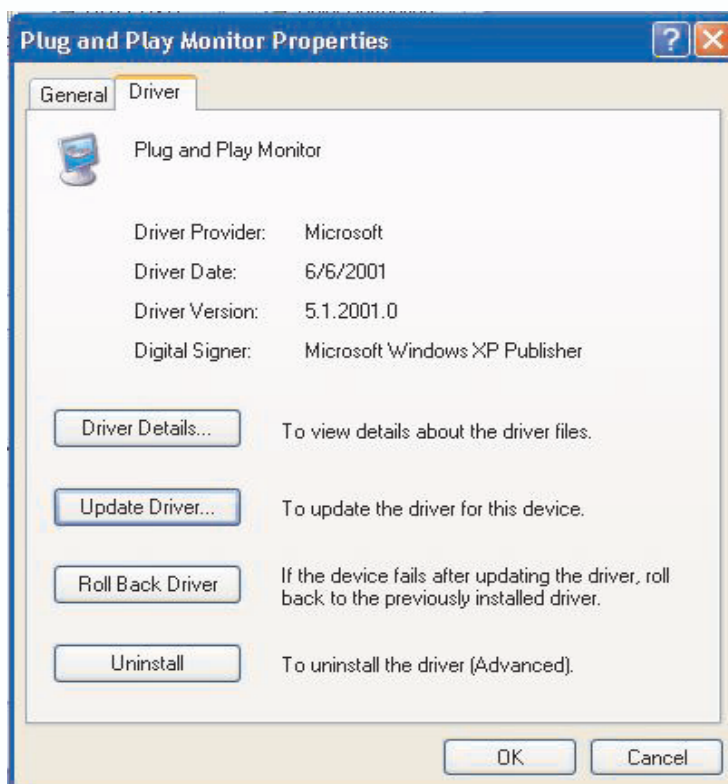 Plug and Play Monitor Properties
?
General
Driver
Plug and Play Monitor
Driver Provider: Microsoft
Driver Date: 6/6/2001
Driver Version: 5.1.2001.0
Digital Signer: Microsoft Windows XP Publisher
Driver Details... To view details about the driver files.
Update Driver... To update the driver for this device.
Roll Back Driver If the device fails after updating the driver, roll
back to the previously installed driver.
Uninstall To uninstall the driver (Advanced).
OK Cancel